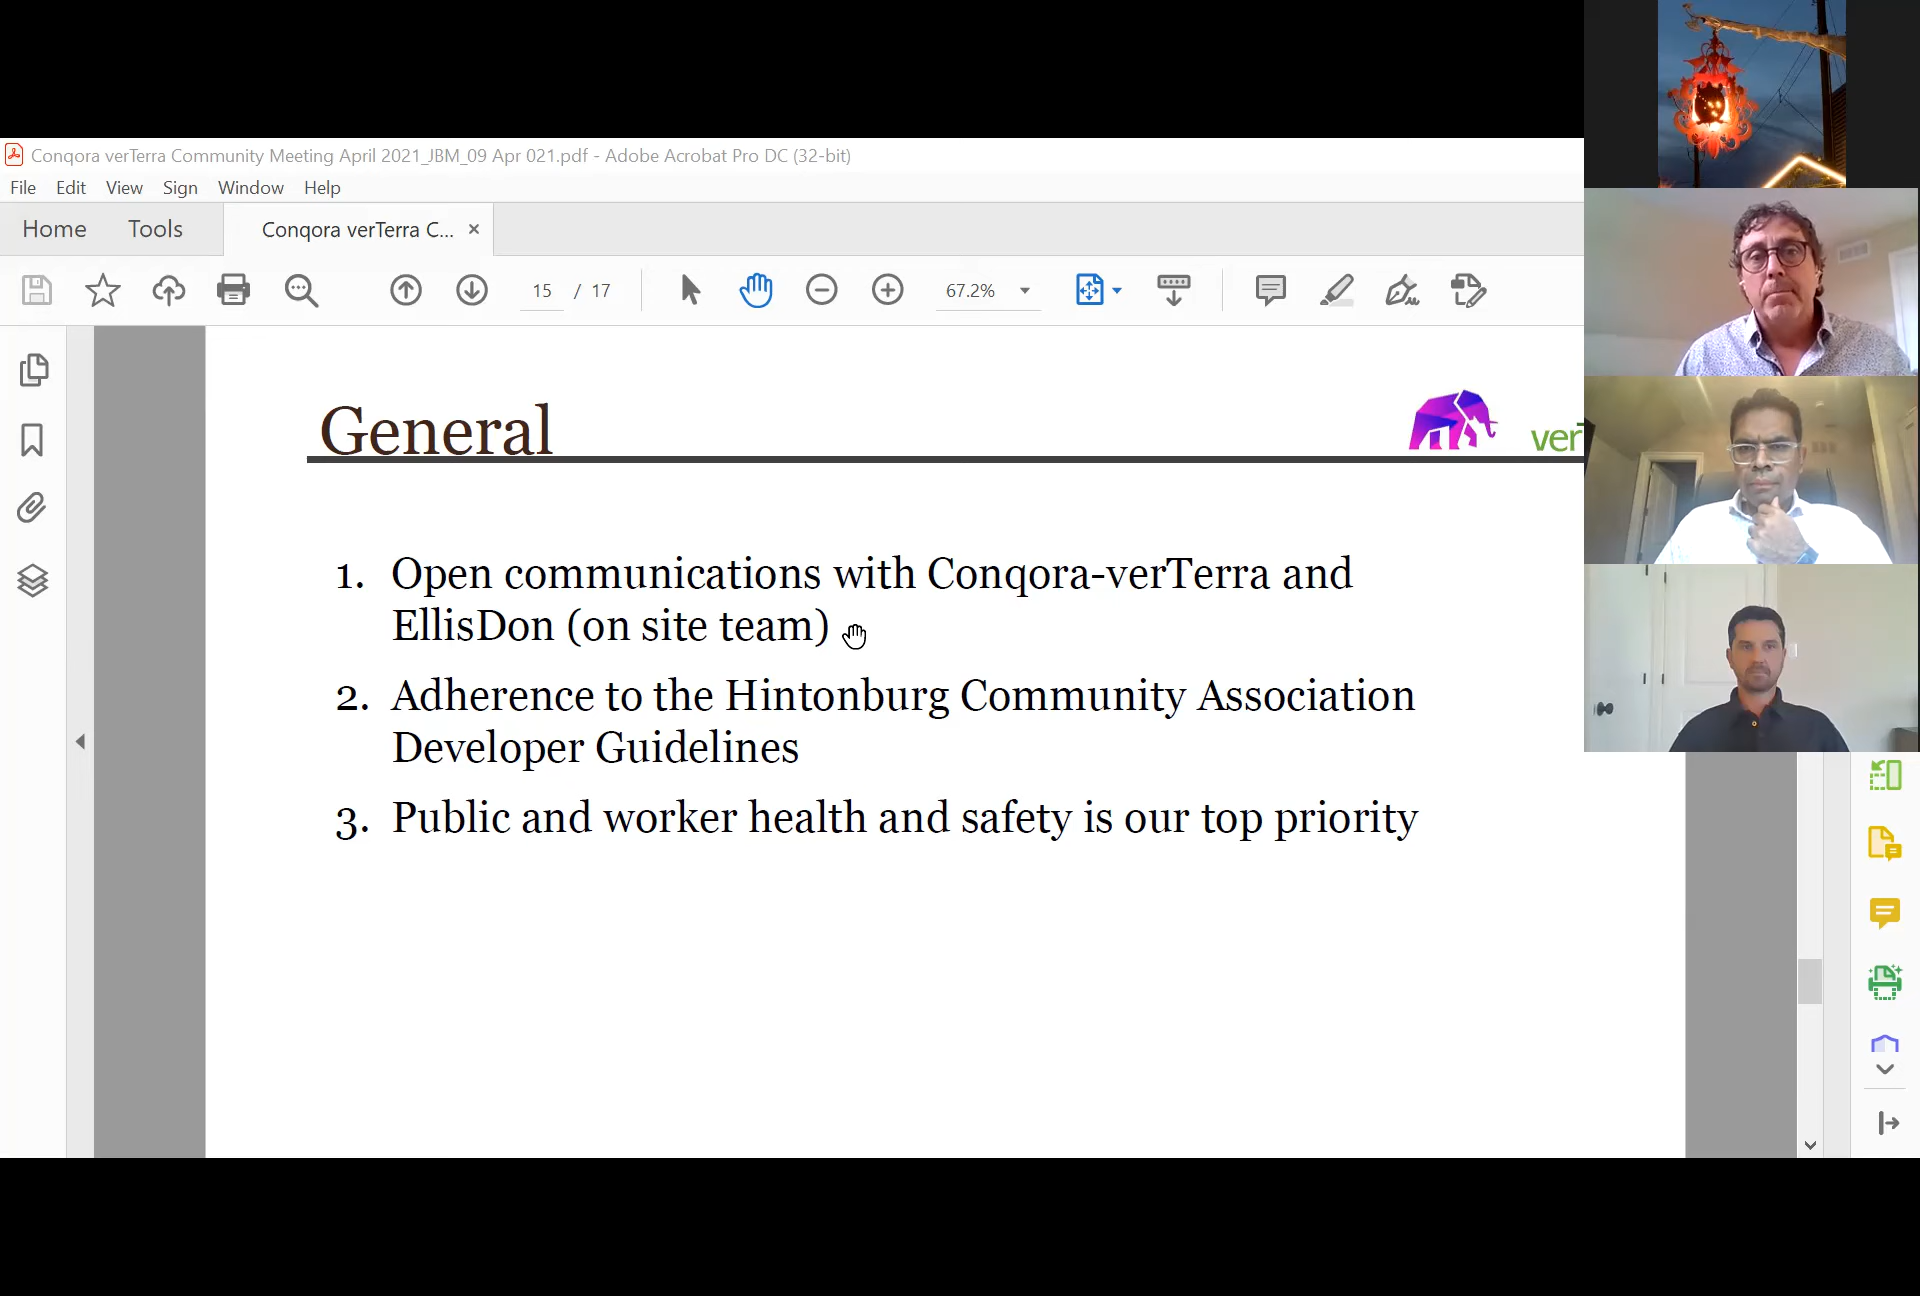 Conqora verTerra Community Meeting April 2021_JBM_09 Apr 021.pdf - Adobe Acrobat Pro DC (32-bit)
File Edit View Sign Window Help
Home Tools Conqora verTerra C... ×
15 / 17 67.2%
General
ver
1. Open communications with Conqora-verTerra and
EllisDon (on site team)
2. Adherence to the Hintonburg Community Association
Developer Guidelines
3. Public and worker health and safety is our top priority